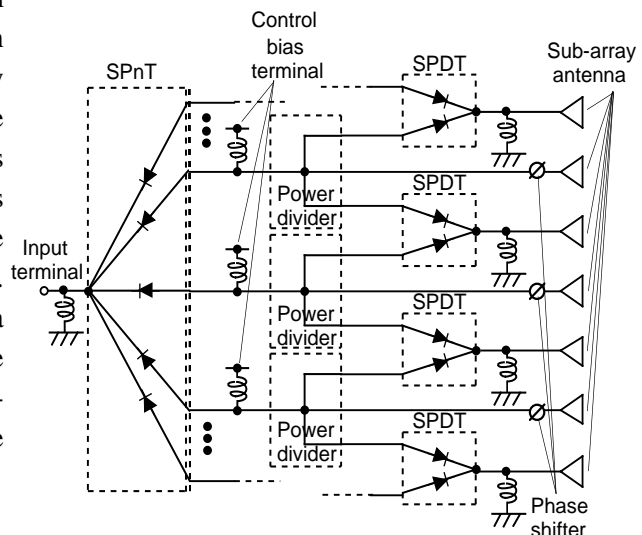 Control
bias
terminal
SPnT
SPDT
Sub-array
antenna
Power
divider
SPDT
Input
terminal
Power
divider
SPDT
Power
divider
SPDT
Phase
shifter